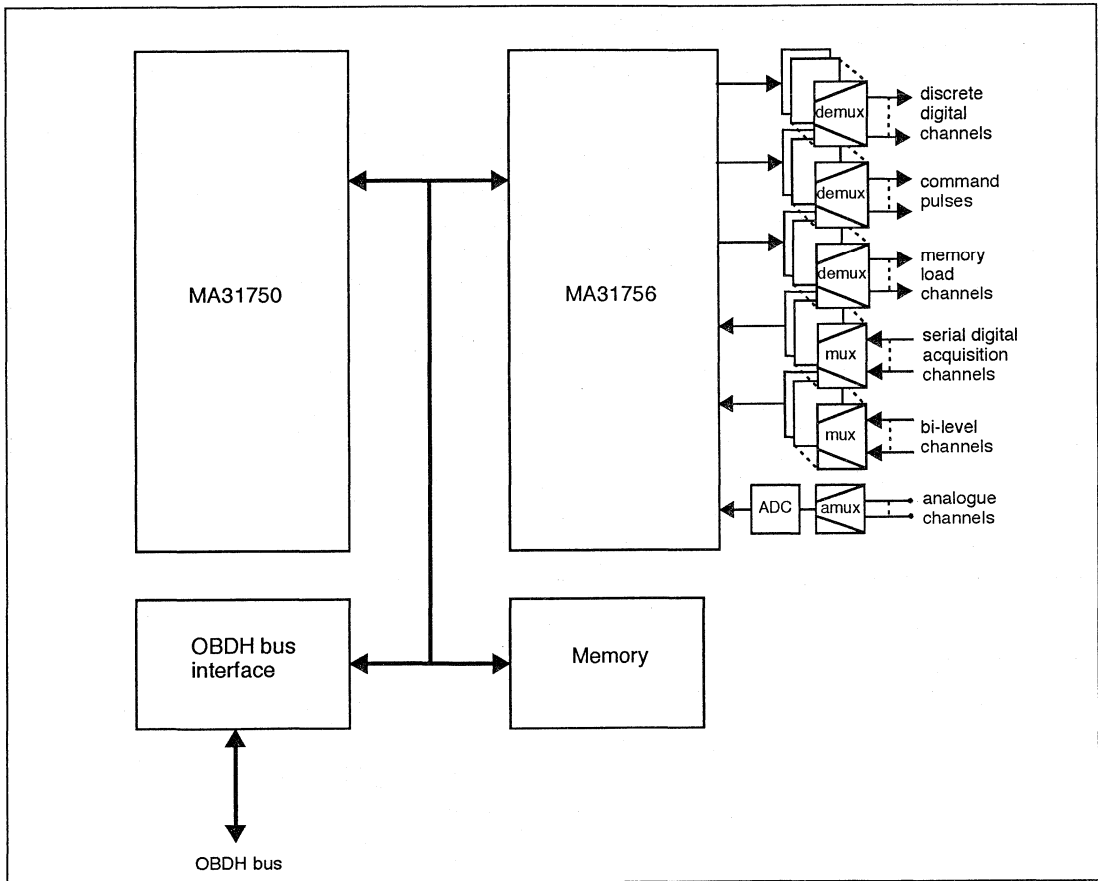 MA31750
MA31756
demux
discrete
digital
channels
demux
command
pulses
demux
memory
load
channels
mux
serial digital
acquisition
channels
mux
bi-level
channels
ADC
amux
analogue
channels
OBDH bus
interface
Memory
OBDH bus